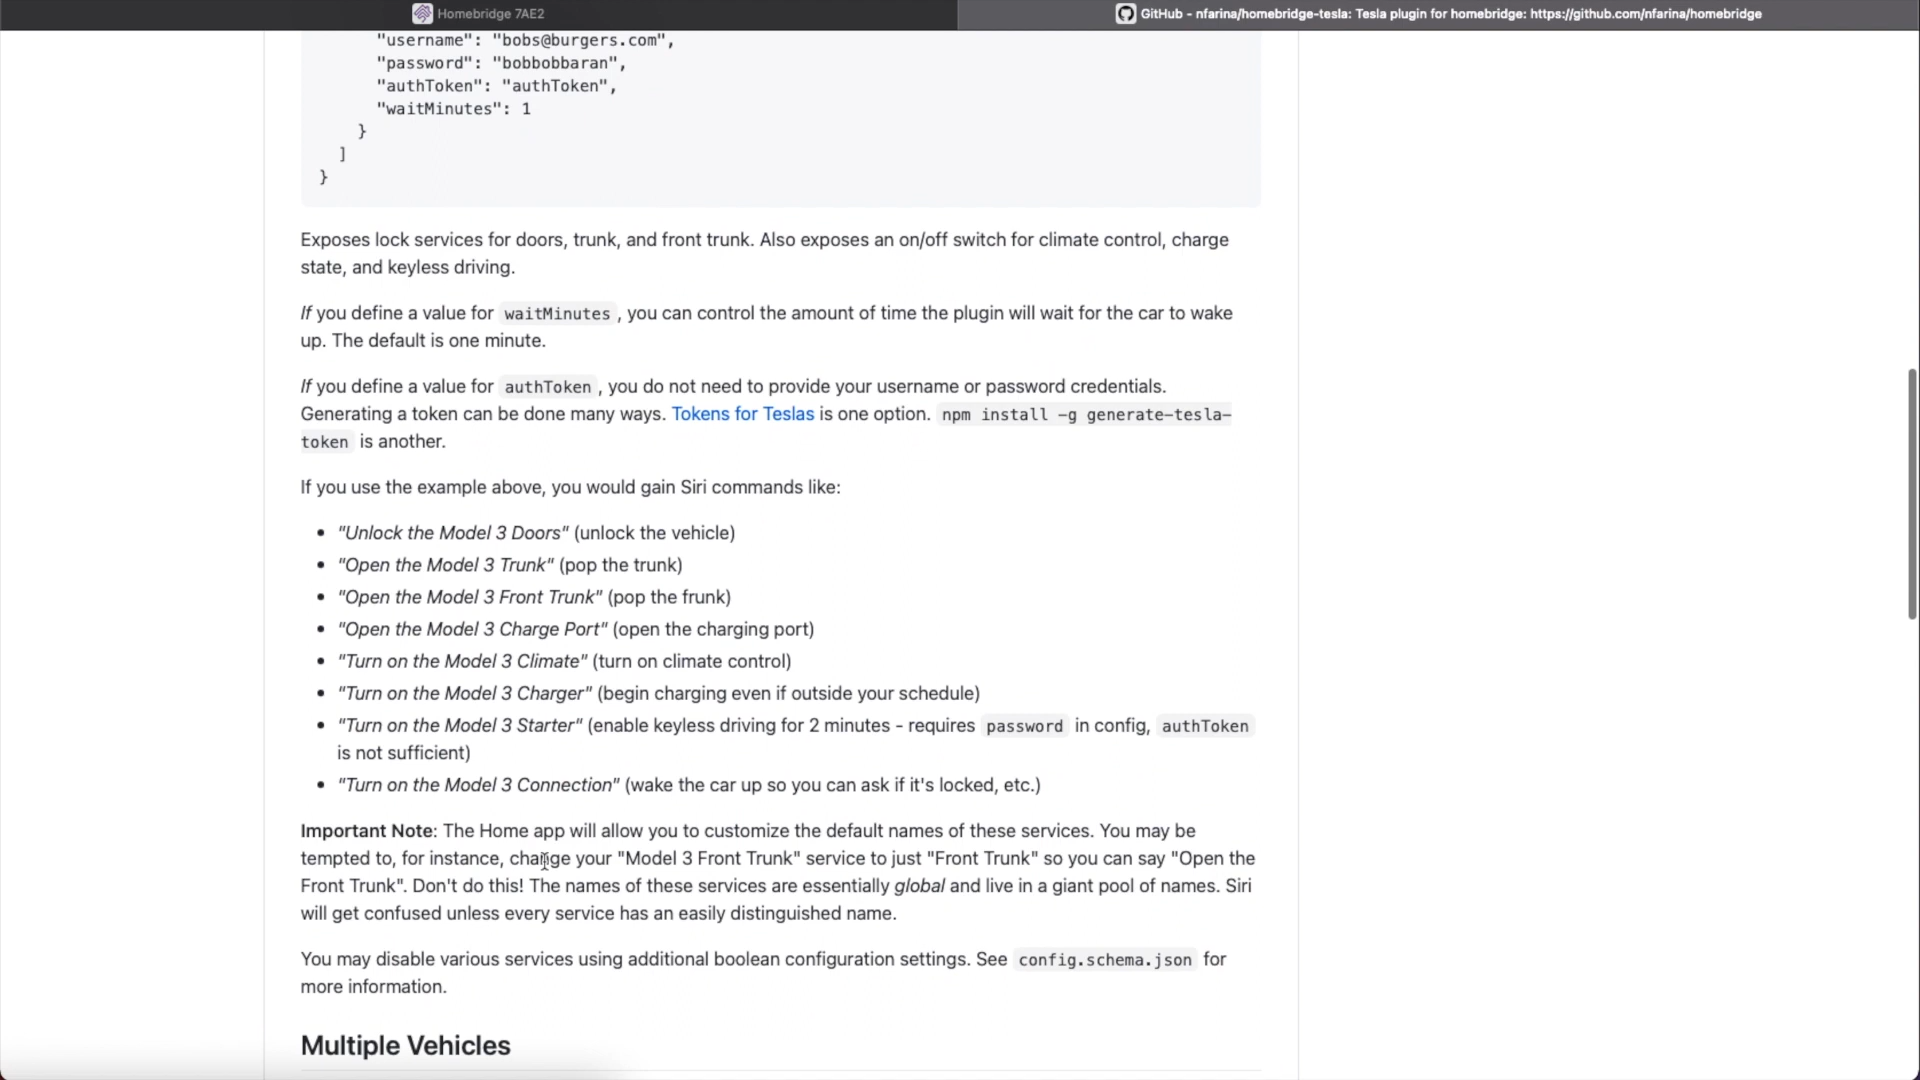 Homebridge 7AE2
GitHub - nfarina/homebridge-tesla: Tesla plugin for homebridge: https://github.com/nfarina/homebridge
"username": "bobs@burgers.com",
"password": "bobbobbaran",
"authToken": "authToken",
"waitMinutes": 1
}
]
}
Exposes lock services for doors, trunk, and front trunk. Also exposes an on/off switch for climate control, charge
state, and keyless driving.
If you define a value for waitMinutes , you can control the amount of time the plugin will wait for the car to wake
up. The default is one minute.
If you define a value for authToken , you do not need to provide your username or password credentials.
Generating a token can be done many ways. Tokens for Teslas is one option. npm install -g generate-tesla-
token is another.
If you use the example above, you would gain Siri commands like:
• "Unlock the Model 3 Doors" (unlock the vehicle)
• "Open the Model 3 Trunk" (pop the trunk)
• "Open the Model 3 Front Trunk" (pop the frunk)
• "Open the Model 3 Charge Port" (open the charging port)
• "Turn on the Model 3 Climate" (turn on climate control)
• "Turn on the Model 3 Charger" (begin charging even if outside your schedule)
• "Turn on the Model 3 Starter" (enable keyless driving for 2 minutes - requires password in config, authToken
is not sufficient)
• "Turn on the Model 3 Connection" (wake the car up so you can ask if it's locked, etc.)
Important Note: The Home app will allow you to customize the default names of these services. You may be
tempted to, for instance, change your "Model 3 Front Trunk" service to just "Front Trunk" so you can say "Open the
Front Trunk". Don't do this! The names of these services are essentially global and live in a giant pool of names. Siri
will get confused unless every service has an easily distinguished name.
You may disable various services using additional boolean configuration settings. See config.schema.json for
more information.
Multiple Vehicles